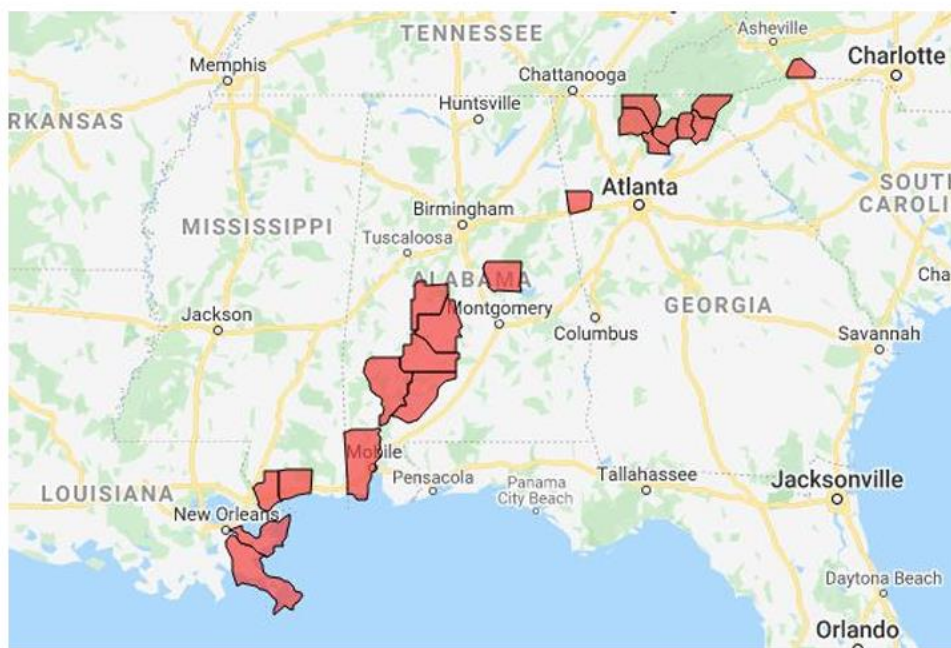 TENNESSEE
Asheville
Charlotte
Memphis
Chattanooga
Huntsville
RKANSAS
Atlanta
SOUT
CAROLI
Birmingham
MISSISSIPPI
Tuscaloosa
ALABAMA
Cha
Montgomery
GEORGIA
Jackson
Columbus
Savannah
Mobile
Pensacola
Tallahassee
Jacksonville
Panama
City Beach
LOUISIANA
New Orleans
Daytona Beach
Orlando